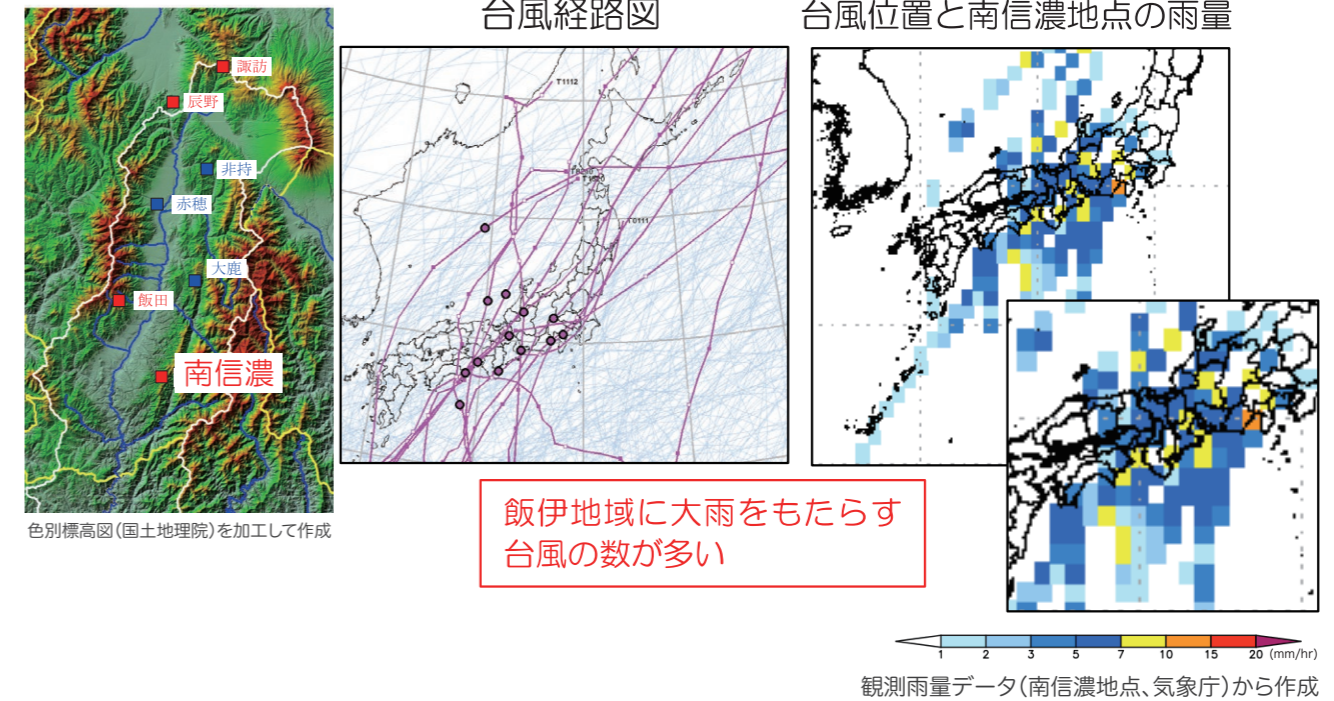 台風経路図
台風位置と南信濃地点の雨量
諏訪
辰野
非持
赤穂
大鹿
飯田
南信濃
色別標高図(国土地理院)を加工して作成
T1112
T0111
飯伊地域に大雨をもたらす
台風の数が多い
1 2 3 5 7 10 15 20 (mm/hr)
観測雨量データ(南信濃地点、気象庁)から作成